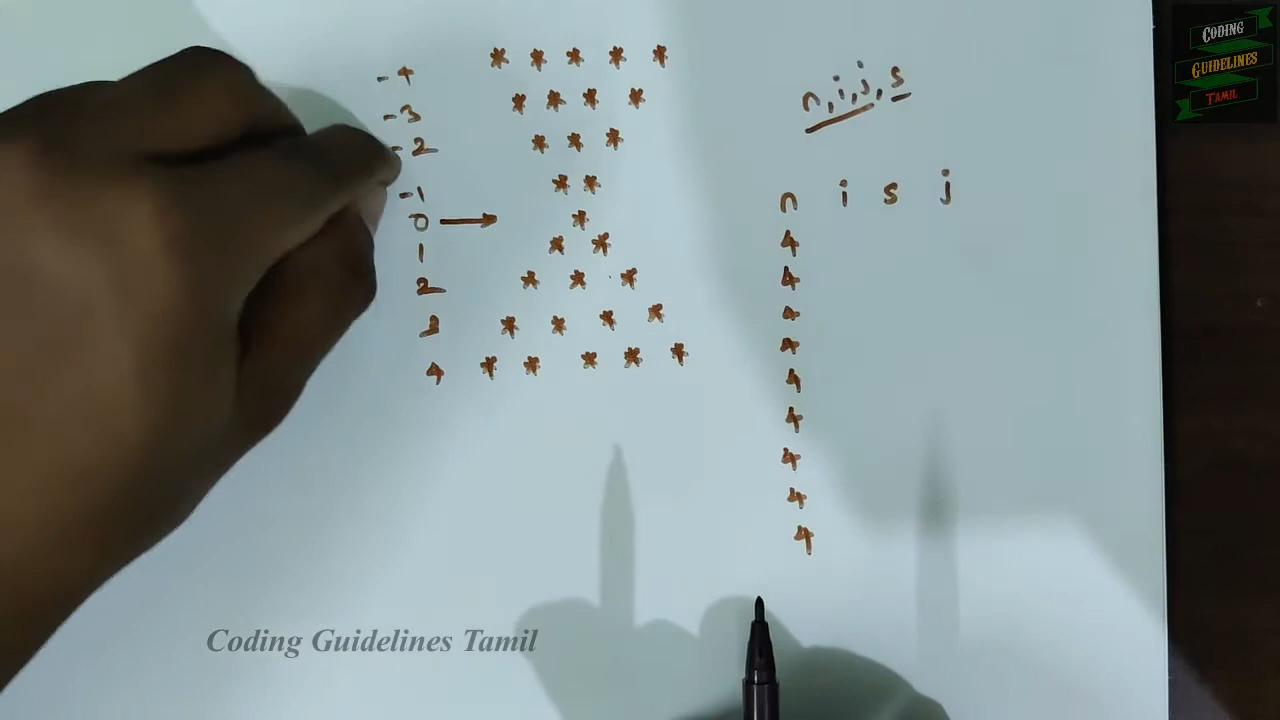 CODING
GUIDELINES
TAMIL
n, i, j, s
-4 * * * * *
-3 * * * *
-2 * * *
-1 * *
0 → *
1 * *
2 * * *
3 * * * *
4 * * * * *
n i s j
4
4
4
4
4
4
4
4
4
Coding Guidelines Tamil